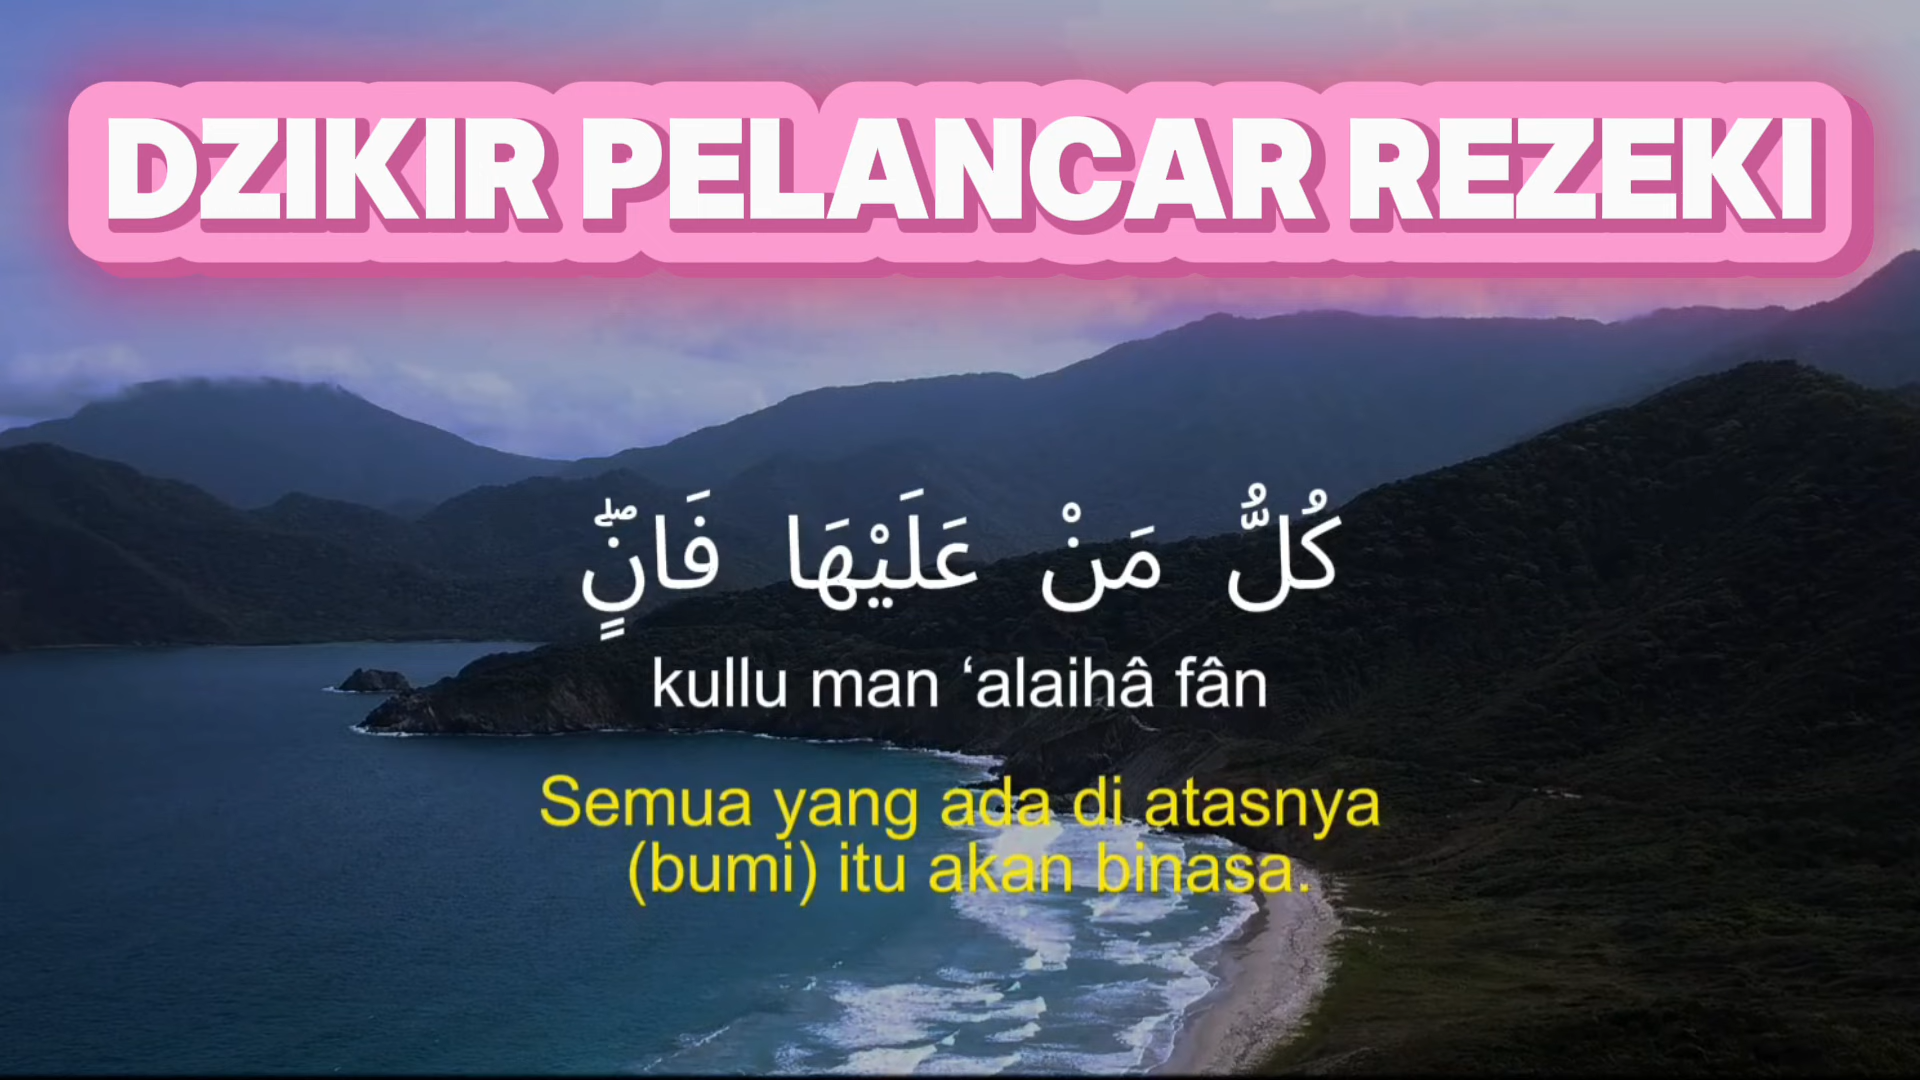 DZIKIR PELANCAR REZEKI
كُلُّ مَنْ عَلَيْهَا فَانٍۖ
kullu man ‘alaihâ fân
Semua yang ada di atasnya
(bumi) itu akan binasa.